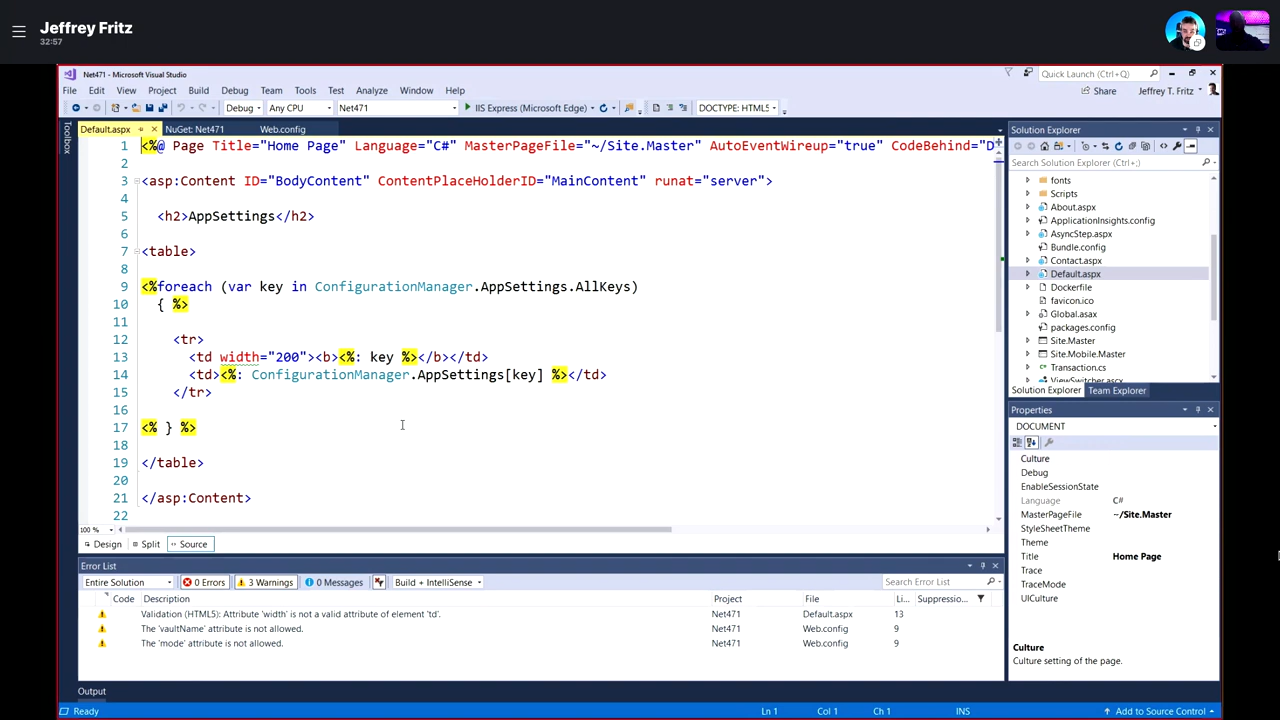 Jeffrey Fritz
32:57
Net471 - Microsoft Visual Studio
Quick Launch (Ctrl+;)
File Edit View Project Build Debug Team Tools Test Analyze Window Help
Share Jeffrey T. Fritz
Debug Any CPU Net471 IIS Express (Microsoft Edge) DOCTYPE: HTML5
Toolbox
Default.aspx NuGet: Net471 Web.config
1 <%@ Page Title="Home Page" Language="C#" MasterPageFile="~/Site.Master" AutoEventWireup="true" CodeBehind="D
2
3 <asp:Content ID="BodyContent" ContentPlaceHolderID="MainContent" runat="server">
4
5 <h2>AppSettings</h2>
6
7 <table>
8
9 <%foreach (var key in ConfigurationManager.AppSettings.AllKeys)
10 { %>
11
12 <tr>
13 <td width="200"><b><%: key %></b></td>
14 <td><%: ConfigurationManager.AppSettings[key] %></td>
15 </tr>
16
17 <% } %>
18
19 </table>
20
21 </asp:Content>
22
100 %
Design Split Source
Solution Explorer
Search Solution Explorer (Ctrl+;)
fonts
Scripts
About.aspx
ApplicationInsights.config
AsyncStep.aspx
Bundle.config
Contact.aspx
Default.aspx
Dockerfile
favicon.ico
Global.asax
packages.config
Site.Master
Site.Mobile.Master
Transaction.cs
ViewSwitcher.ascx
Solution Explorer Team Explorer
Properties
DOCUMENT
Culture
Debug
EnableSessionState
Language C#
MasterPageFile ~/Site.Master
StyleSheetTheme
Theme
Title Home Page
Trace
TraceMode
UICulture
Culture
Culture setting of the page.
Error List
Entire Solution 0 Errors 3 Warnings 0 Messages Build + IntelliSense Search Error List
Code Description Project File Li... Suppressio...
Validation (HTML5): Attribute 'width' is not a valid attribute of element 'td'. Net471 Default.aspx 13
The 'vaultName' attribute is not allowed. Net471 Web.config 9
The 'mode' attribute is not allowed. Net471 Web.config 9
Output
Ready Ln 1 Col 1 Ch 1 INS Add to Source Control